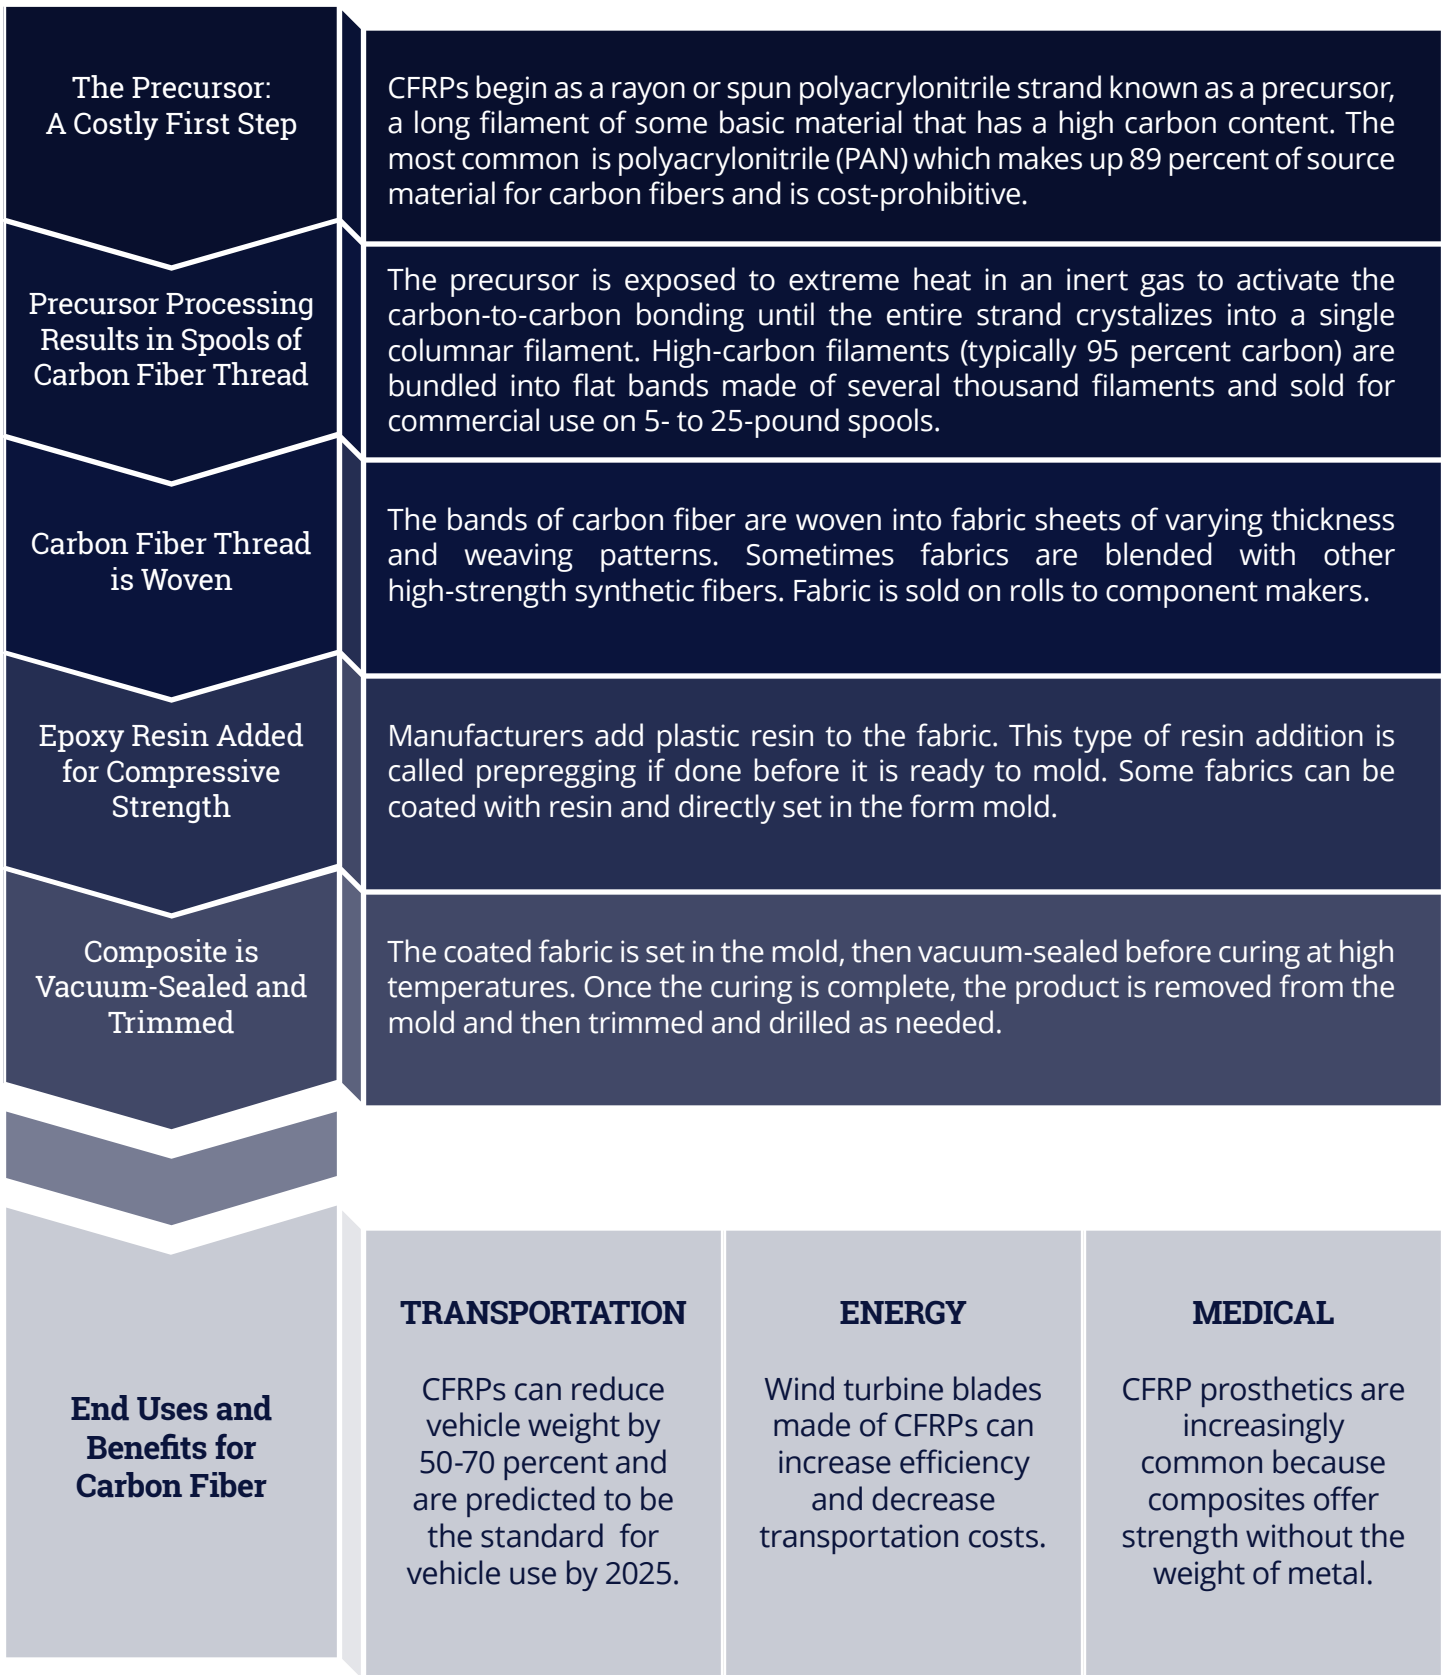 The Precursor:
A Costly First Step
CFRPs begin as a rayon or spun polyacrylonitrile strand known as a precursor,
a long filament of some basic material that has a high carbon content. The
most common is polyacrylonitrile (PAN) which makes up 89 percent of source
material for carbon fibers and is cost-prohibitive.
Precursor Processing
Results in Spools of
Carbon Fiber Thread
The precursor is exposed to extreme heat in an inert gas to activate the
carbon-to-carbon bonding until the entire strand crystalizes into a single
columnar filament. High-carbon filaments (typically 95 percent carbon) are
bundled into flat bands made of several thousand filaments and sold for
commercial use on 5- to 25-pound spools.
Carbon Fiber Thread
is Woven
The bands of carbon fiber are woven into fabric sheets of varying thickness
and weaving patterns. Sometimes fabrics are blended with other
high-strength synthetic fibers. Fabric is sold on rolls to component makers.
Epoxy Resin Added
for Compressive
Strength
Manufacturers add plastic resin to the fabric. This type of resin addition is
called prepregging if done before it is ready to mold. Some fabrics can be
coated with resin and directly set in the form mold.
Composite is
Vacuum-Sealed and
Trimmed
The coated fabric is set in the mold, then vacuum-sealed before curing at high
temperatures. Once the curing is complete, the product is removed from the
mold and then trimmed and drilled as needed.
End Uses and
Benefits for
Carbon Fiber
TRANSPORTATION
CFRPs can reduce
vehicle weight by
50-70 percent and
are predicted to be
the standard for
vehicle use by 2025.
ENERGY
Wind turbine blades
made of CFRPs can
increase efficiency
and decrease
transportation costs.
MEDICAL
CFRP prosthetics are
increasingly
common because
composites offer
strength without the
weight of metal.